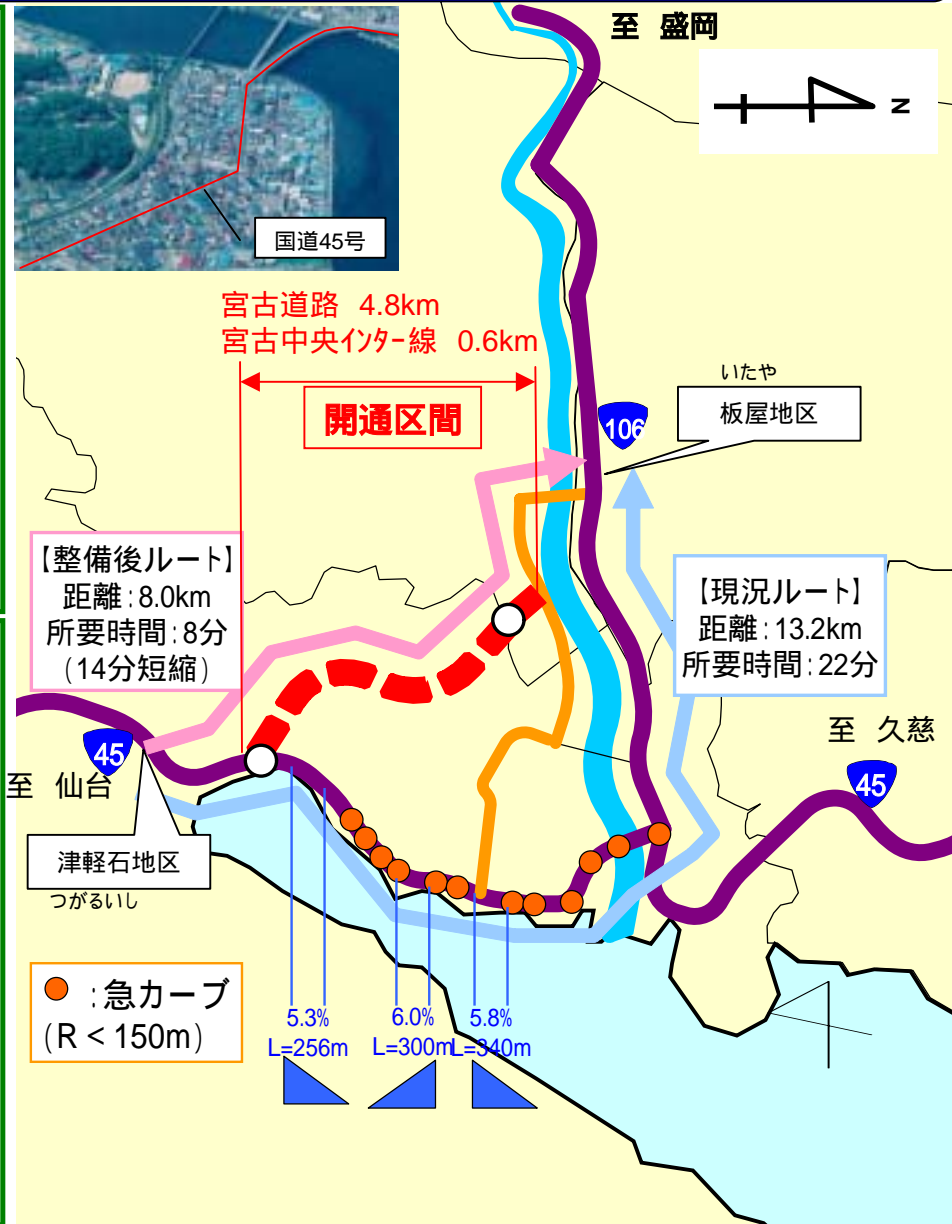 至 盛岡
N
国道45号
宮古道路 4.8km
宮古中央インター線 0.6km
開通区間
いたや
板屋地区
106
【整備後ルート】
距離:8.0km
所要時間:8分
(14分短縮)
【現況ルート】
距離:13.2km
所要時間:22分
至 久慈
45
45
至 仙台
津軽石地区
つがるいし
:急カーブ
(R<150m)
5.3%
L=256m
6.0%
L=300m
5.8%
L=340m